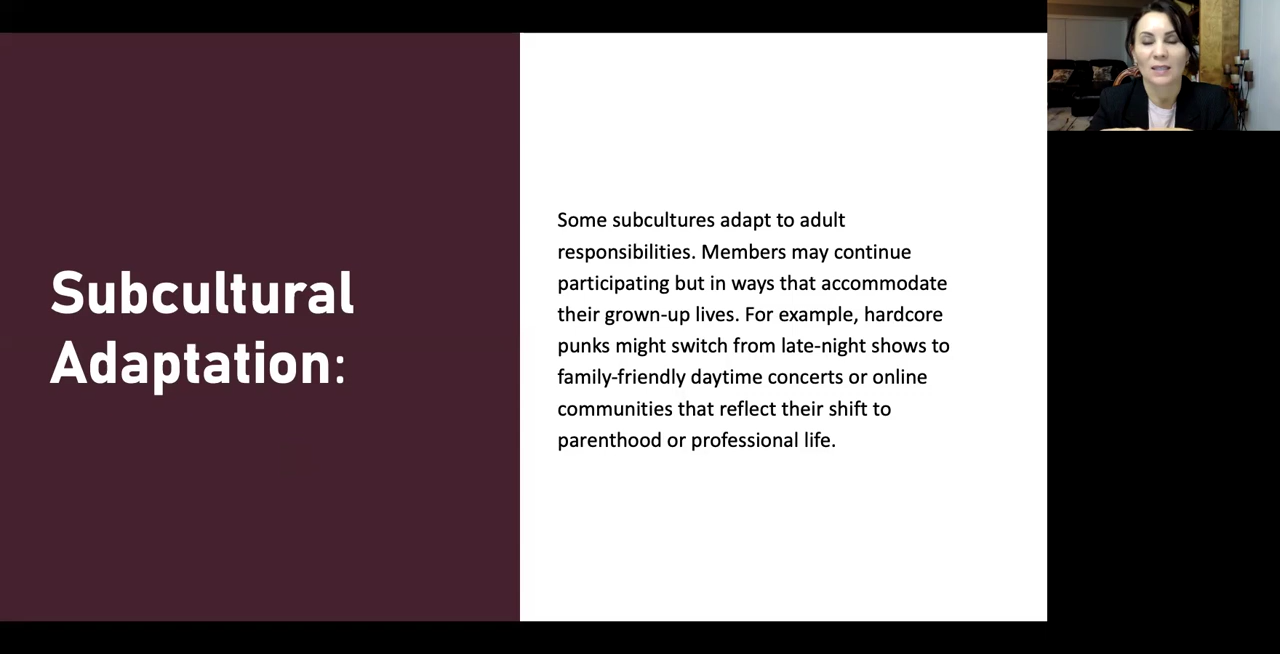 Subcultural
Adaptation:
Some subcultures adapt to adult
responsibilities. Members may continue
participating but in ways that accommodate
their grown-up lives. For example, hardcore
punks might switch from late-night shows to
family-friendly daytime concerts or online
communities that reflect their shift to
parenthood or professional life.